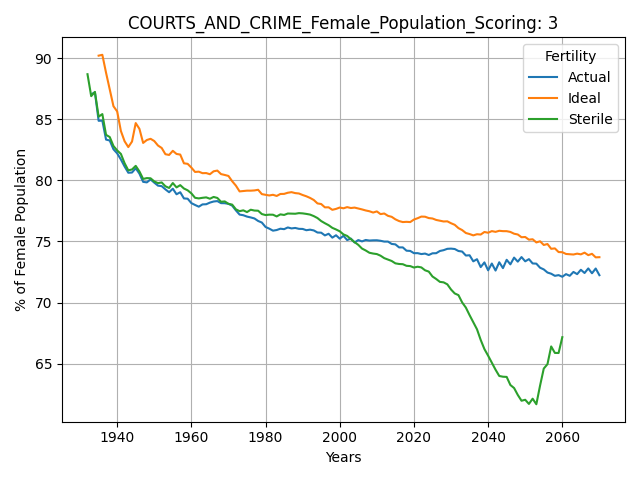 COURTS_AND_CRIME_Female_Population_Scoring: 3
% of Female Population
90
85
80
75
70
65
Fertility
Actual
Ideal
Sterile
1940
1960
1980
2000
2020
2040
2060
Years